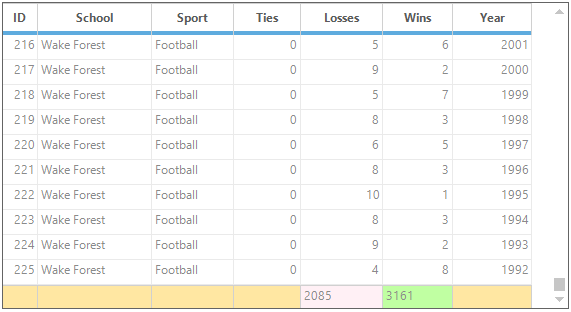 ID School Sport Ties Losses Wins Year
216 Wake Forest Football 0 5 6 2001
217 Wake Forest Football 0 9 2 2000
218 Wake Forest Football 0 5 7 1999
219 Wake Forest Football 0 8 3 1998
220 Wake Forest Football 0 6 5 1997
221 Wake Forest Football 0 8 3 1996
222 Wake Forest Football 0 10 1 1995
223 Wake Forest Football 0 8 3 1994
224 Wake Forest Football 0 9 2 1993
225 Wake Forest Football 0 4 8 1992
2085 3161